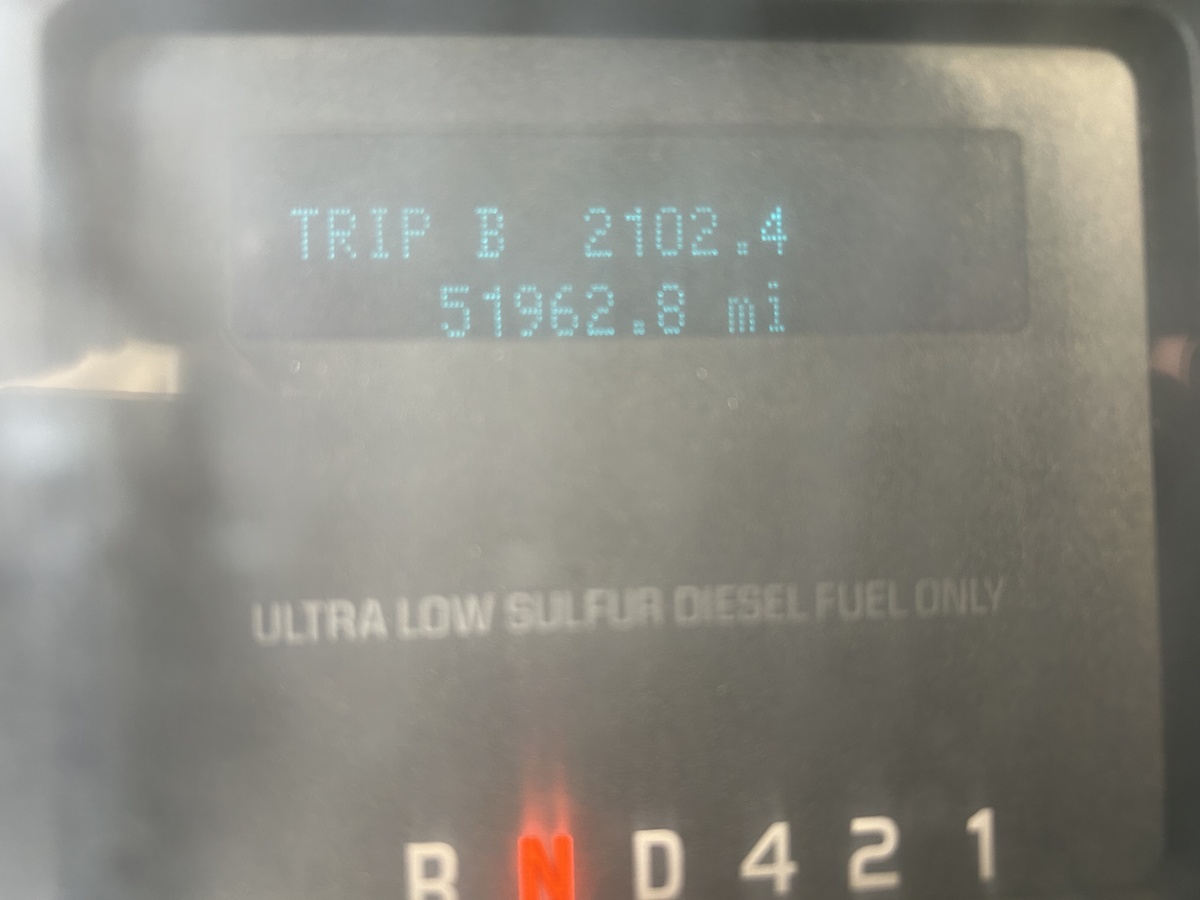 TRIP B 2102.4
51962.8 mi
ULTRA LOW SULFUR DIESEL FUEL ONLY
R N D 4 2 1